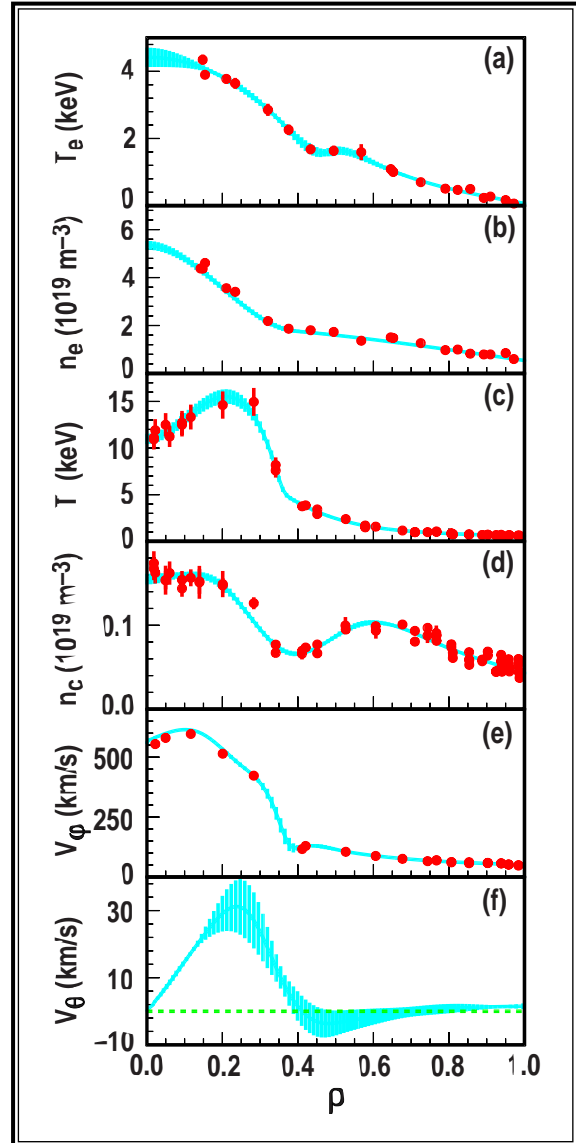 (a)
T_e (keV)
4
2
0
(b)
n_e (10^19 m^−3)
6
4
2
0
(c)
T (keV)
15
10
5
0
(d)
n_c (10^19 m^−3)
0.1
0.0
(e)
V_φ (km/s)
500
250
0
(f)
V_θ (km/s)
30
10
−10
0.0 0.2 0.4 0.6 0.8 1.0
ρ